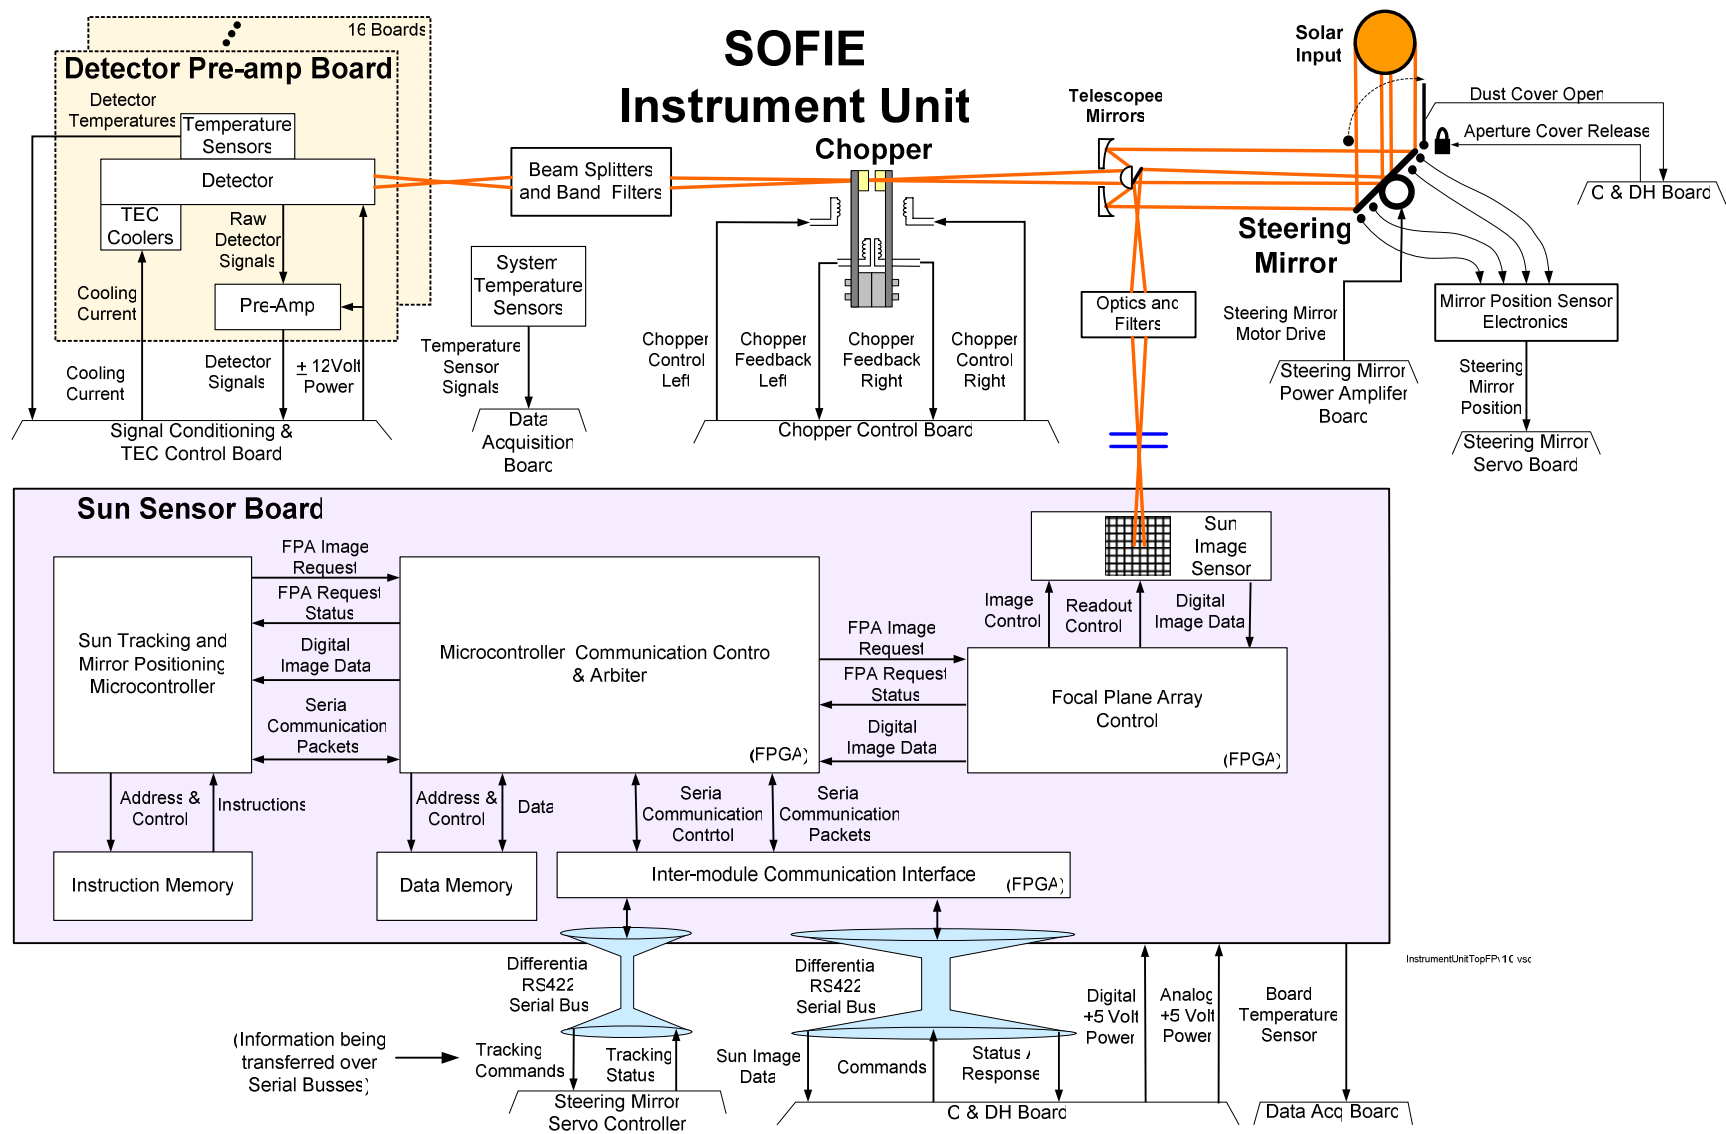 SOFIE
Instrument Unit
16 Boards
Detector Pre-amp Board
Detector
Temperatures
Temperature
Sensors
Detector
TEC
Coolers
Raw
Detector
Signals
Cooling
Current
Pre-Amp
Cooling
Current
Detector
Signals
± 12Volt
Power
Signal Conditioning &
TEC Control Board
Beam Splitters
and Band Filters
System
Temperature
Sensors
Temperature
Sensor
Signals
Data
Acquisition
Board
Chopper
Chopper
Control
Left
Chopper
Feedback
Left
Chopper
Feedback
Right
Chopper
Control
Right
Chopper Control Board
Solar
Input
Telescopee
Mirrors
Dust Cover Open
Aperture Cover Release
C & DH Board
Steering
Mirror
Optics and
Filters
Steering Mirror
Motor Drive
Steering Mirror
Power Amplifer
Board
Mirror Position Sensor
Electronics
Steering
Mirror
Position
Steering Mirror
Servo Board
Sun Sensor Board
Sun Tracking and
Mirror Positioning
Microcontroller
FPA Image
Request
FPA Request
Status
Digital
Image Data
Seria
Communication
Packets
Microcontroller Communication Contro
& Arbiter
(FPGA)
FPA Image
Request
FPA Request
Status
Digital
Image Data
Sun
Image
Sensor
Image
Control
Readout
Control
Digital
Image Data
Focal Plane Array
Control
(FPGA)
Address &
Control
Instructions
Address &
Control
Data
Seria
Communication
Contrtol
Seria
Communication
Packets
Instruction Memory
Data Memory
Inter-module Communication Interface
(FPGA)
Differentia
RS422
Serial Bus
Differentia
RS422
Serial Bus
Digital
+5 Volt
Power
Analog
+5 Volt
Power
Board
Temperature
Sensor
InstrumentUnitTopFPV10 vsd
(Information being
transferred over
Serial Busses)
Tracking
Commands
Tracking
Status
Sun Image
Data
Commands
Status /
Response
Steering Mirror
Servo Controller
C & DH Board
Data Acq Board